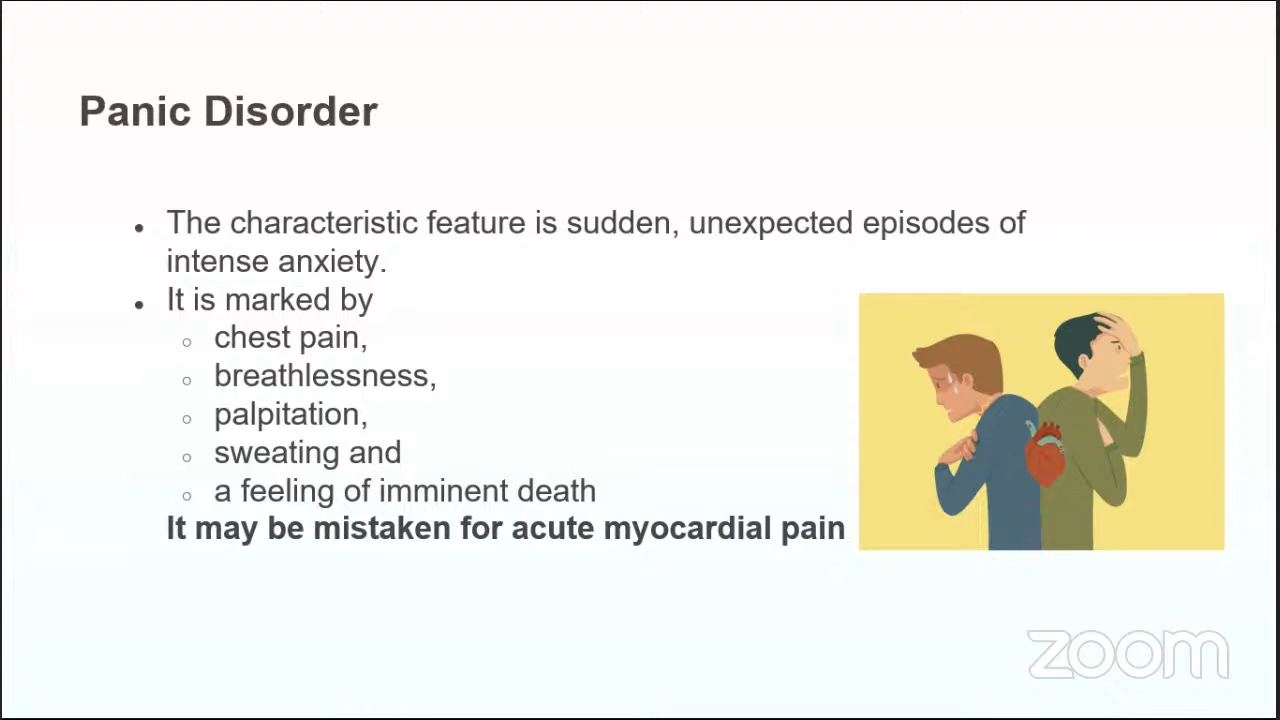 Panic Disorder
• The characteristic feature is sudden, unexpected episodes of
intense anxiety.
• It is marked by
○ chest pain,
○ breathlessness,
○ palpitation,
○ sweating and
○ a feeling of imminent death
It may be mistaken for acute myocardial pain
zoom